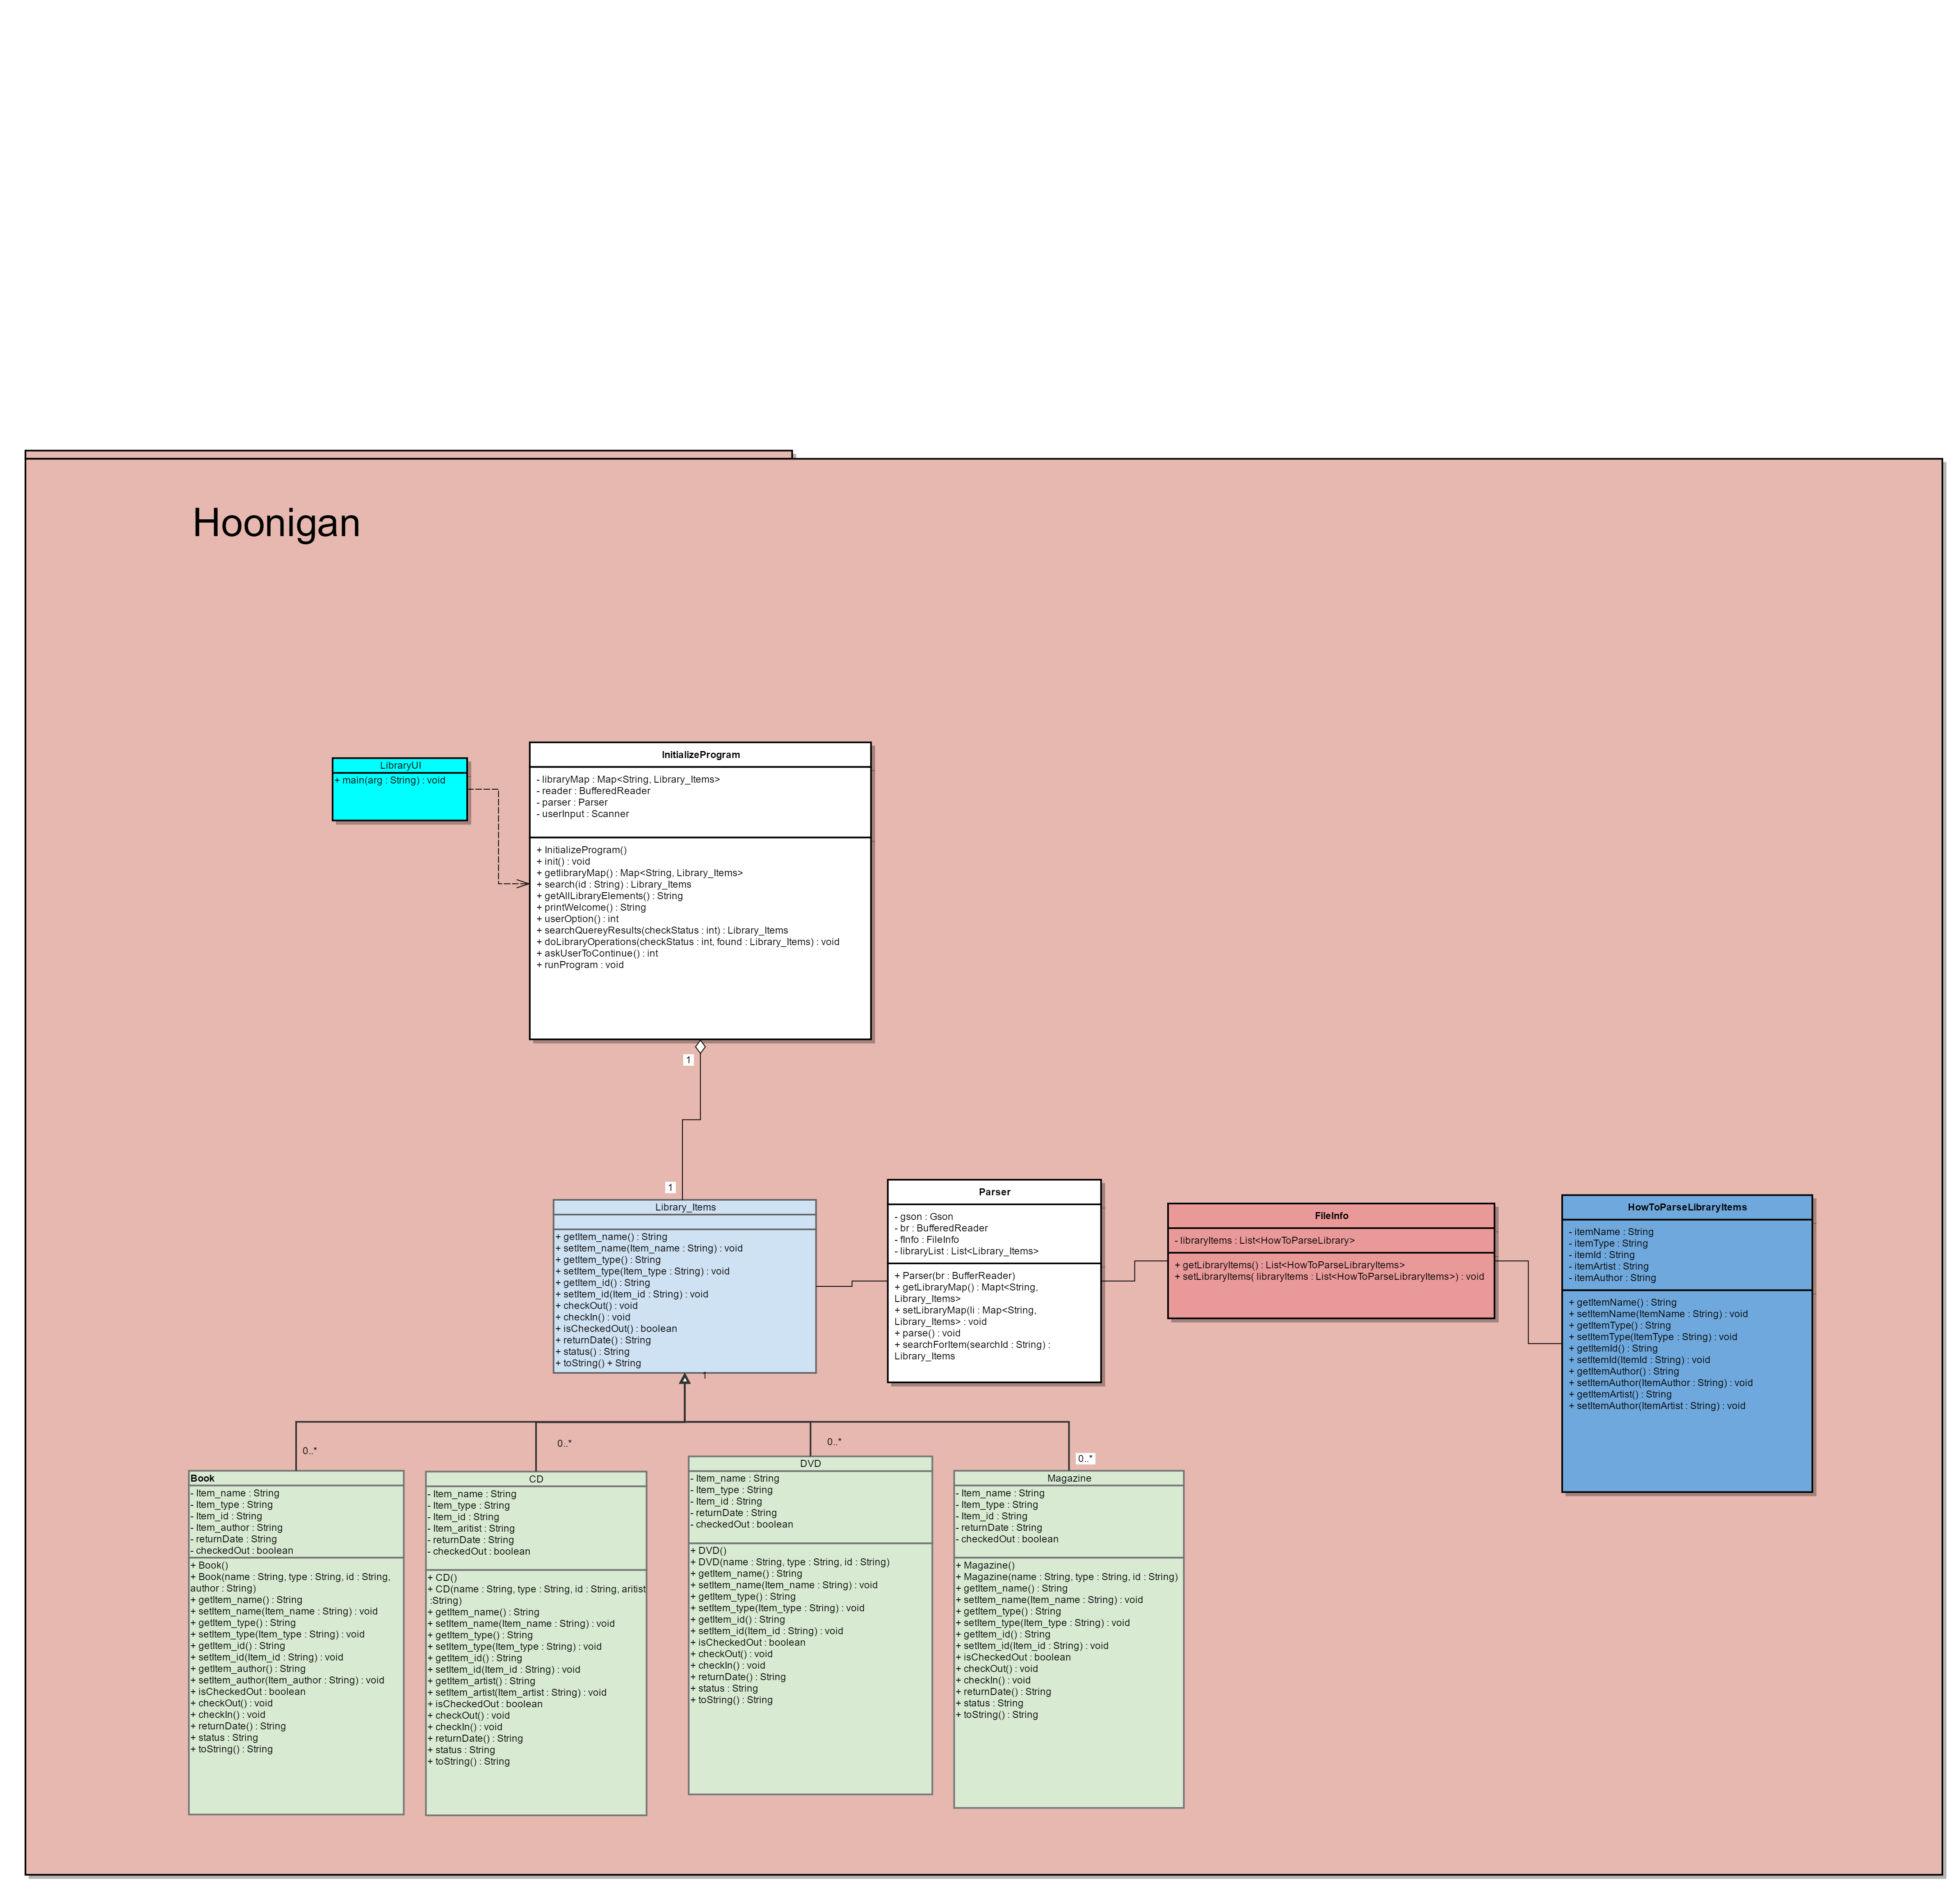 Hoonigan
LibraryUI
+ main(arg : String) : void
InitializeProgram
- libraryMap : Map<String, Library_Items>
- reader : BufferedReader
- parser : Parser
- userInput : Scanner
+ InitializeProgram()
+ init() : void
+ getlibraryMap() : Map<String, Library_Items>
+ search(id : String) : Library_Items
+ getAllLibraryElements() : String
+ printWelcome() : String
+ userOption() : int
+ searchQuereyResults(checkStatus : int) : Library_Items
+ doLibraryOperations(checkStatus : int, found : Library_Items) : void
+ askUserToContinue() : int
+ runProgram : void
1
1
Library_Items
+ getItem_name() : String
+ setItem_name(Item_name : String) : void
+ getItem_type() : String
+ setItem_type(Item_type : String) : void
+ getItem_id() : String
+ setItem_id(Item_id : String) : void
+ checkOut() : void
+ checkIn() : void
+ isCheckedOut() : boolean
+ returnDate() : String
+ status() : String
+ toString() + String
1
Parser
- gson : Gson
- br : BufferedReader
- fInfo : FileInfo
- libraryList : List<Library_Items>
+ Parser(br : BufferReader)
+ getLibraryMap() : Mapt<String,
Library_Items>
+ setLibraryMap(li : Map<String,
Library_Items> : void
+ parse() : void
+ searchForItem(searchId : String) :
Library_Items
FileInfo
- libraryItems : List<HowToParseLibrary>
+ getLibraryItems() : List<HowToParseLibraryItems>
+ setLibraryItems( libraryItems : List<HowToParseLibraryItems>) : void
HowToParseLibraryItems
- itemName : String
- itemType : String
- itemId : String
- itemArtist : String
- itemAuthor : String
+ getItemName() : String
+ setItemName(ItemName : String) : void
+ getItemType() : String
+ setItemType(ItemType : String) : void
+ getItemId() : String
+ setItemId(ItemId : String) : void
+ getItemAuthor() : String
+ setItemAuthor(ItemAuthor : String) : void
+ getItemArtist() : String
+ setItemAuthor(ItemArtist : String) : void
0..*
0..*
0..*
0..*
Book
- Item_name : String
- Item_type : String
- Item_id : String
- Item_author : String
- returnDate : String
- checkedOut : boolean
+ Book()
+ Book(name : String, type : String, id : String,
author : String)
+ getItem_name() : String
+ setItem_name(Item_name : String) : void
+ getItem_type() : String
+ setItem_type(Item_type : String) : void
+ getItem_id() : String
+ setItem_id(Item_id : String) : void
+ getItem_author() : String
+ setItem_author(Item_author : String) : void
+ isCheckedOut : boolean
+ checkOut() : void
+ checkIn() : void
+ returnDate() : String
+ status : String
+ toString() : String
CD
- Item_name : String
- Item_type : String
- Item_id : String
- Item_aritist : String
- returnDate : String
- checkedOut : boolean
+ CD()
+ CD(name : String, type : String, id : String, aritist
:String)
+ getItem_name() : String
+ setItem_name(Item_name : String) : void
+ getItem_type() : String
+ setItem_type(Item_type : String) : void
+ getItem_id() : String
+ setItem_id(Item_id : String) : void
+ getItem_artist() : String
+ setItem_artist(Item_artist : String) : void
+ isCheckedOut : boolean
+ checkOut() : void
+ checkIn() : void
+ returnDate() : String
+ status : String
+ toString() : String
DVD
- Item_name : String
- Item_type : String
- Item_id : String
- returnDate : String
- checkedOut : boolean
+ DVD()
+ DVD(name : String, type : String, id : String)
+ getItem_name() : String
+ setItem_name(Item_name : String) : void
+ getItem_type() : String
+ setItem_type(Item_type : String) : void
+ getItem_id() : String
+ setItem_id(Item_id : String) : void
+ isCheckedOut : boolean
+ checkOut() : void
+ checkIn() : void
+ returnDate() : String
+ status : String
+ toString() : String
Magazine
- Item_name : String
- Item_type : String
- Item_id : String
- returnDate : String
- checkedOut : boolean
+ Magazine()
+ Magazine(name : String, type : String, id : String)
+ getItem_name() : String
+ setItem_name(Item_name : String) : void
+ getItem_type() : String
+ setItem_type(Item_type : String) : void
+ getItem_id() : String
+ setItem_id(Item_id : String) : void
+ isCheckedOut : boolean
+ checkOut() : void
+ checkIn() : void
+ returnDate() : String
+ status : String
+ toString() : String